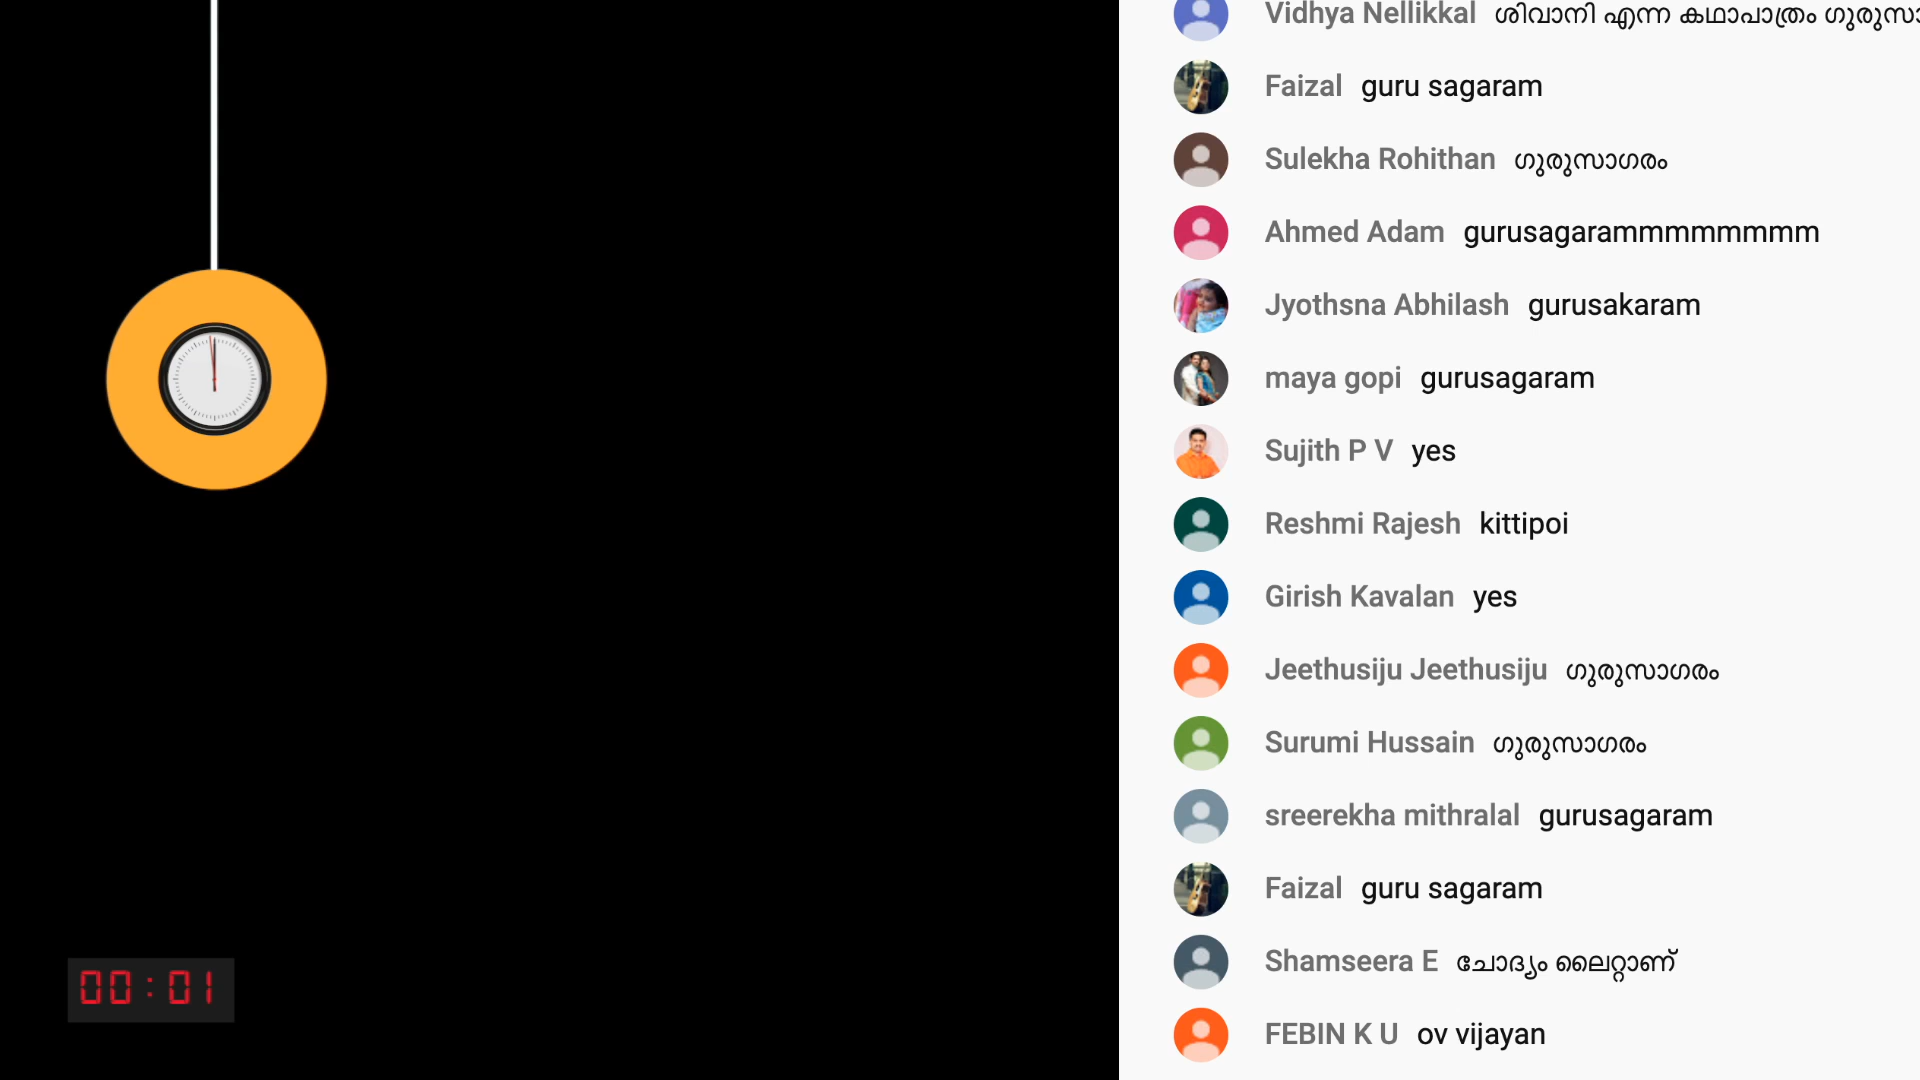 Vidhya Nellikkal ശിവാനി എന്ന കഥാപാത്രം
Faizal guru sagaram
Sulekha Rohithan ഗുരുസാഗരം
Ahmed Adam gurusagarammmmmmmm
Jyothsna Abhilash gurusakaram
maya gopi gurusagaram
Sujith P V yes
Reshmi Rajesh kittipoi
Girish Kavalan yes
Jeethusiju Jeethusiju ഗുരുസാഗരം
Surumi Hussain ഗുരുസാഗരം
sreerekha mithralal gurusagaram
Faizal guru sagaram
Shamseera E ചോദ്യം ലൈറ്റാണ്
FEBIN K U ov vijayan
00:01